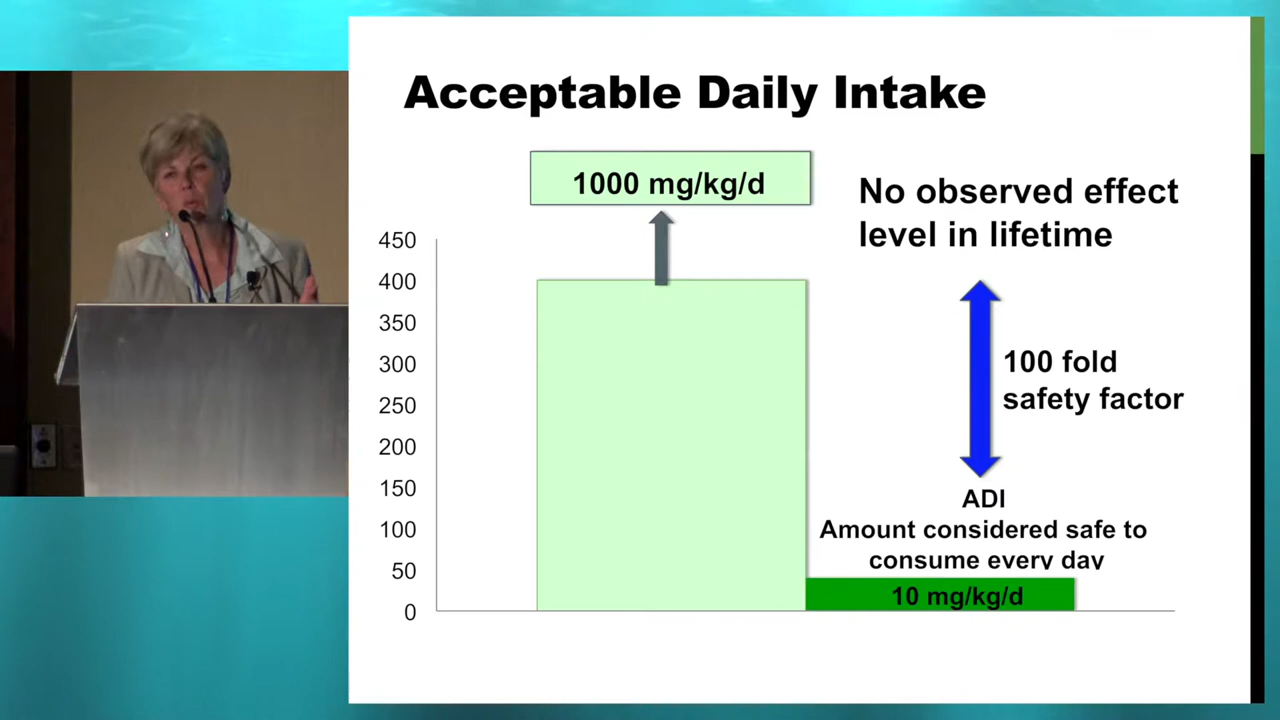 Acceptable Daily Intake
1000 mg/kg/d
No observed effect
level in lifetime
450
400
350
300
250
200
150
100
50
0
100 fold
safety factor
ADI
Amount considered safe to
consume every day
10 mg/kg/d